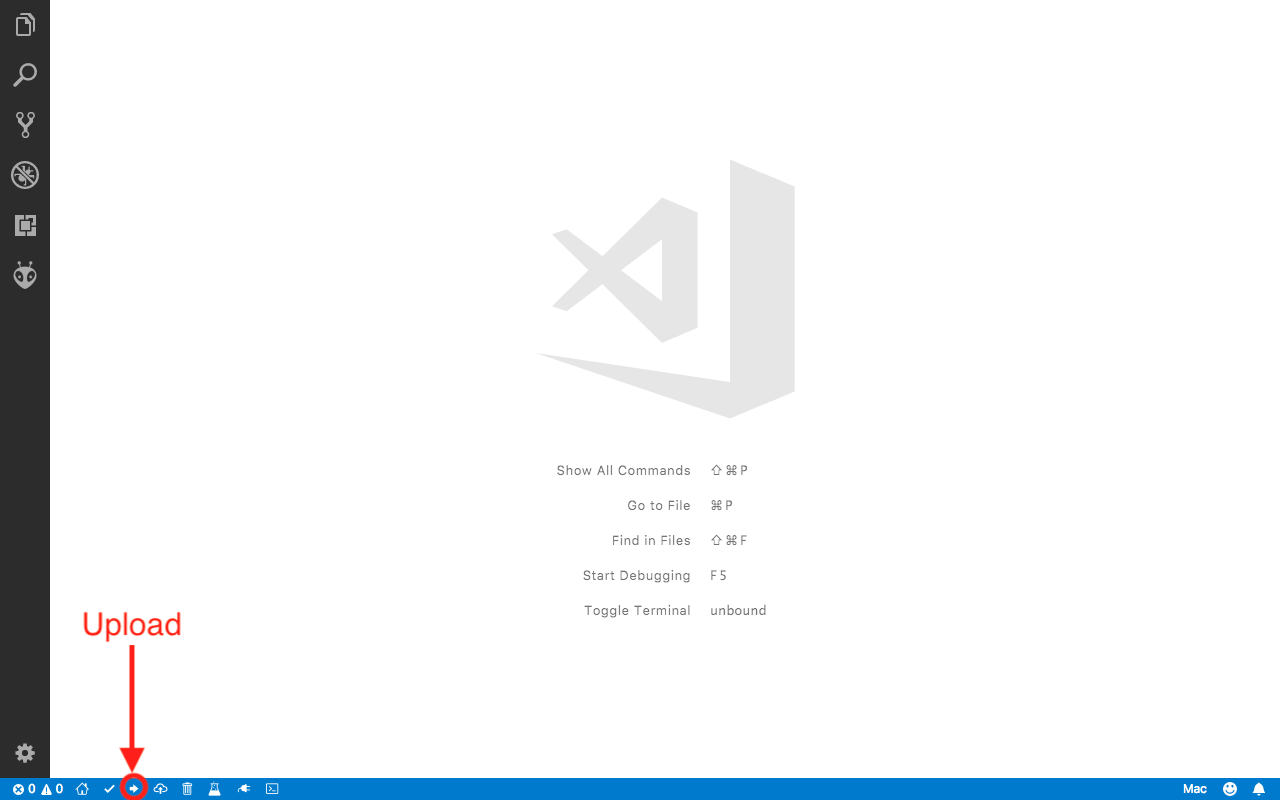 Show All Commands ⇧⌘P
Go to File ⌘P
Find in Files ⇧⌘F
Start Debugging F5
Toggle Terminal unbound
Upload
0 0 Mac